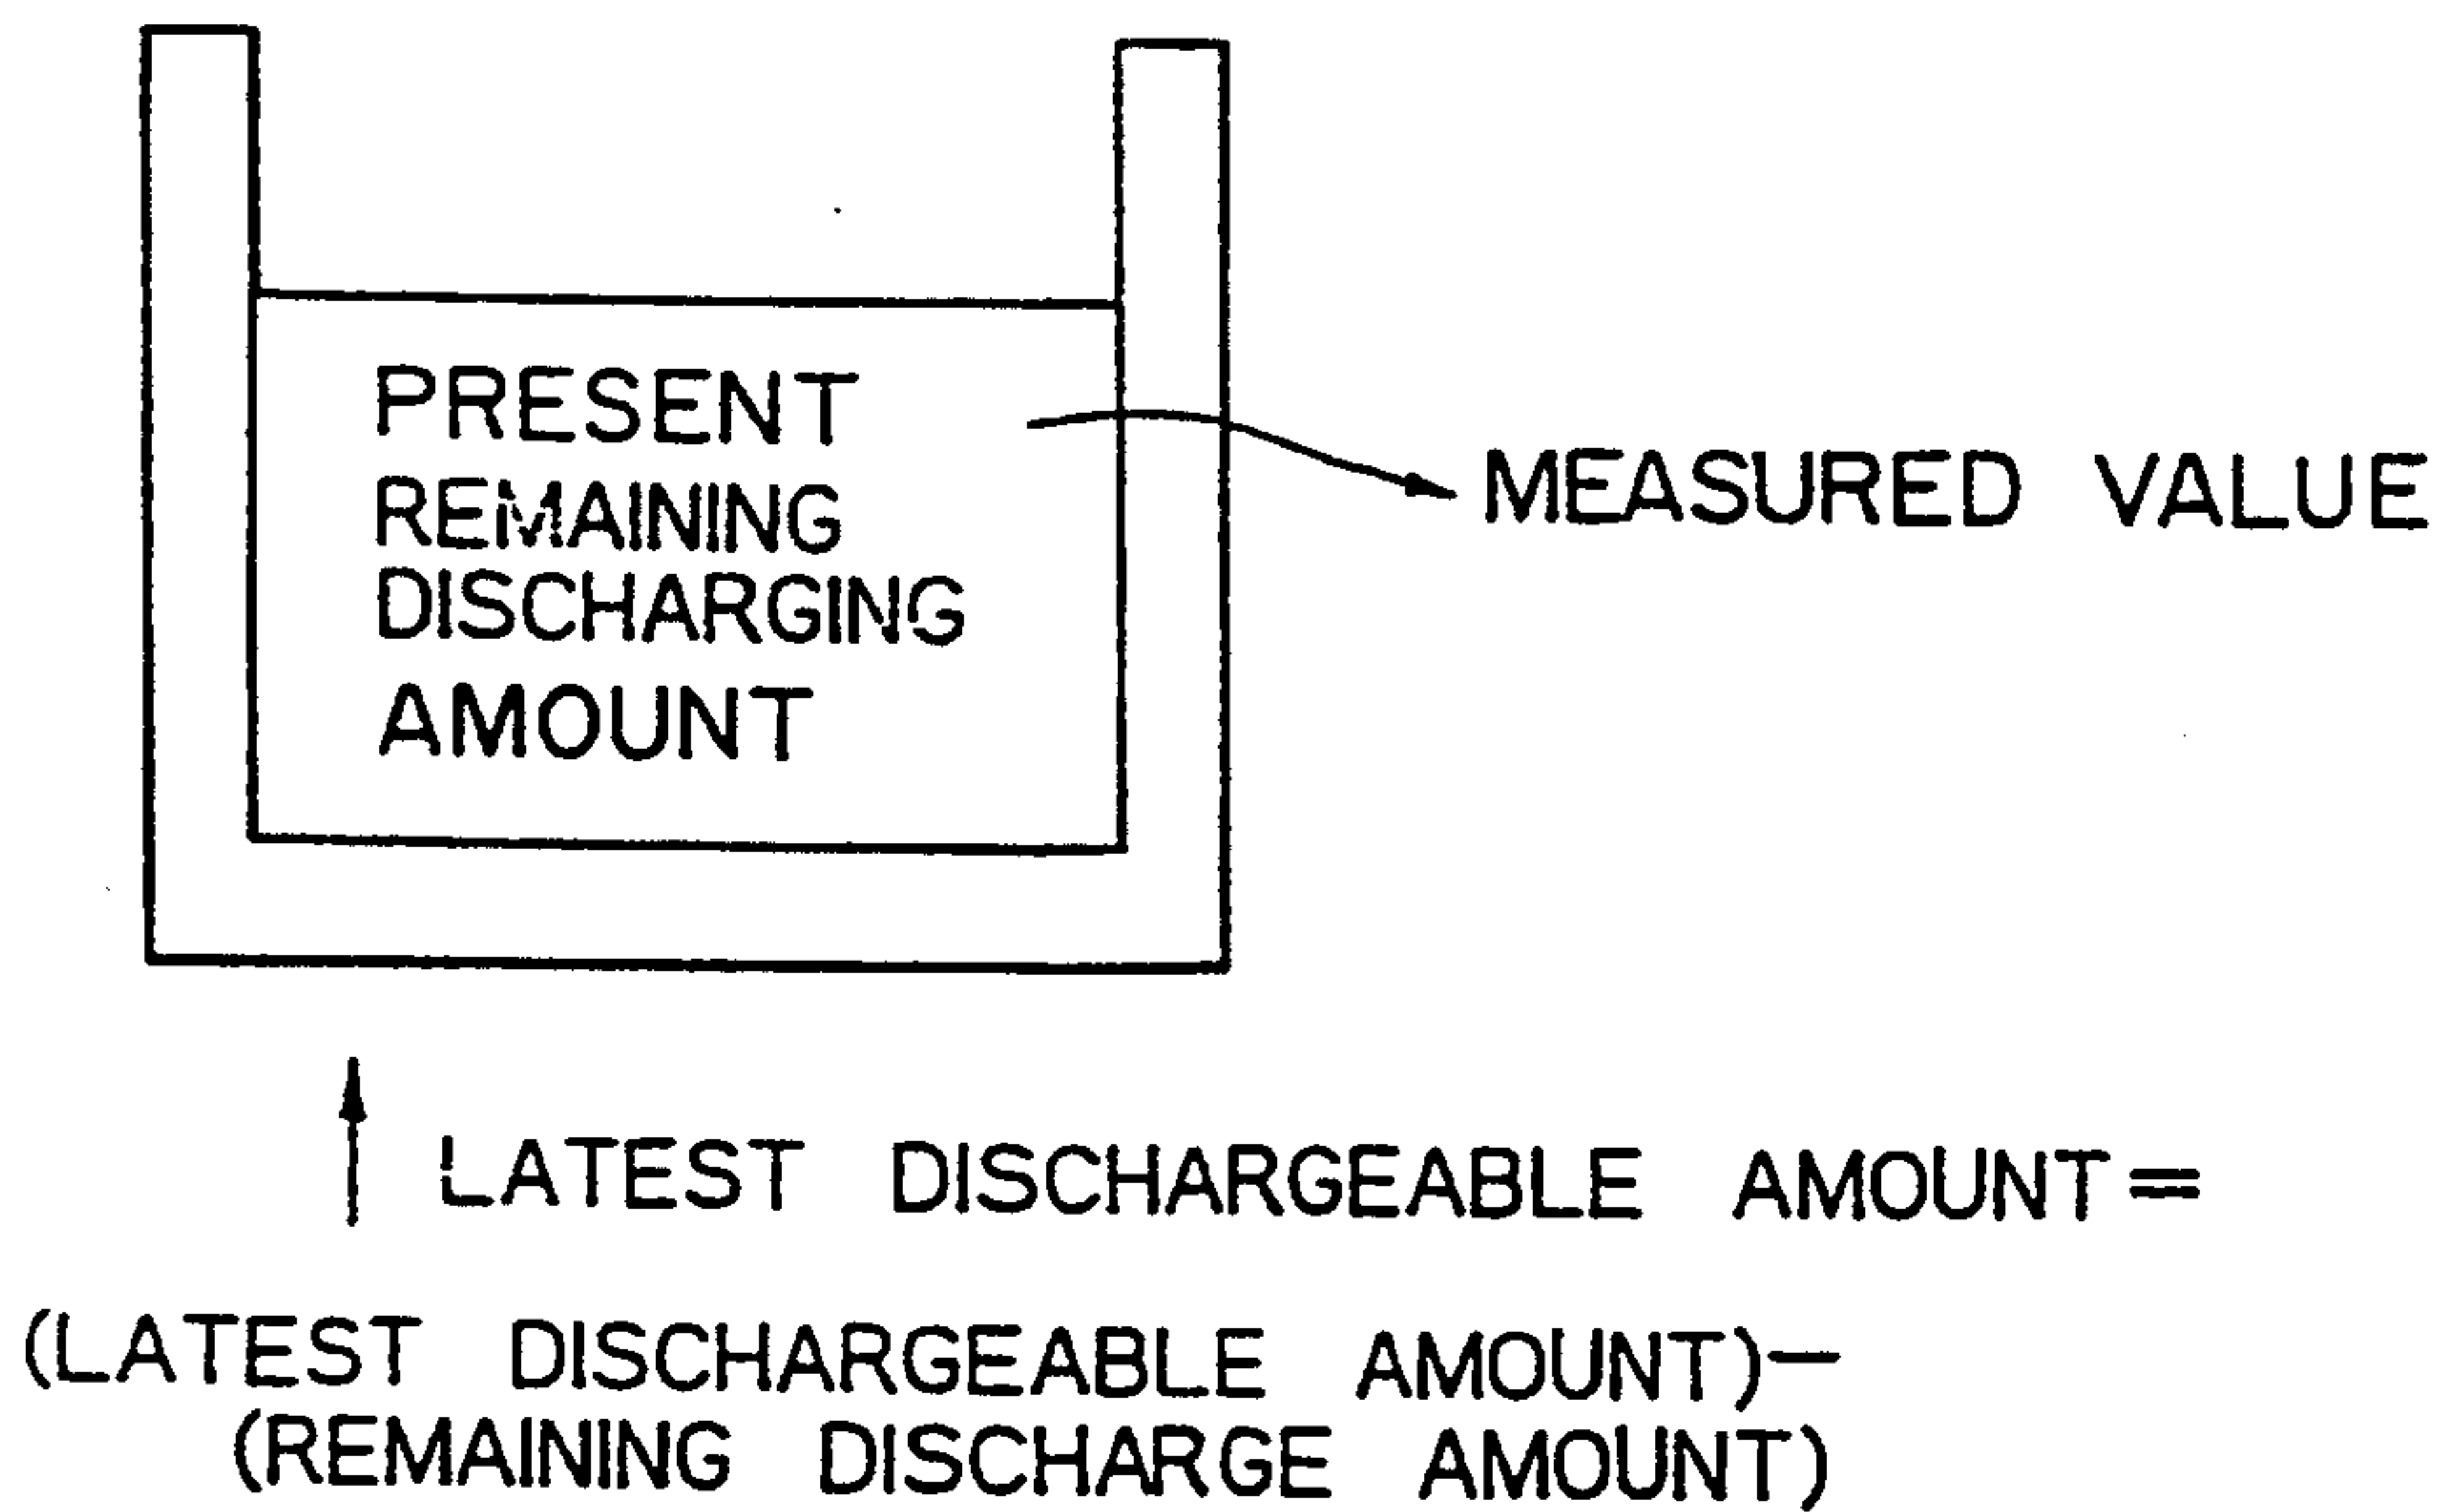 PRESENT
REMAINING
DISCHARGING
AMOUNT
MEASURED VALUE
LATEST DISCHARGEABLE AMOUNT=
(LATEST DISCHARGEABLE AMOUNT)—
(REMAINING DISCHARGE AMOUNT)